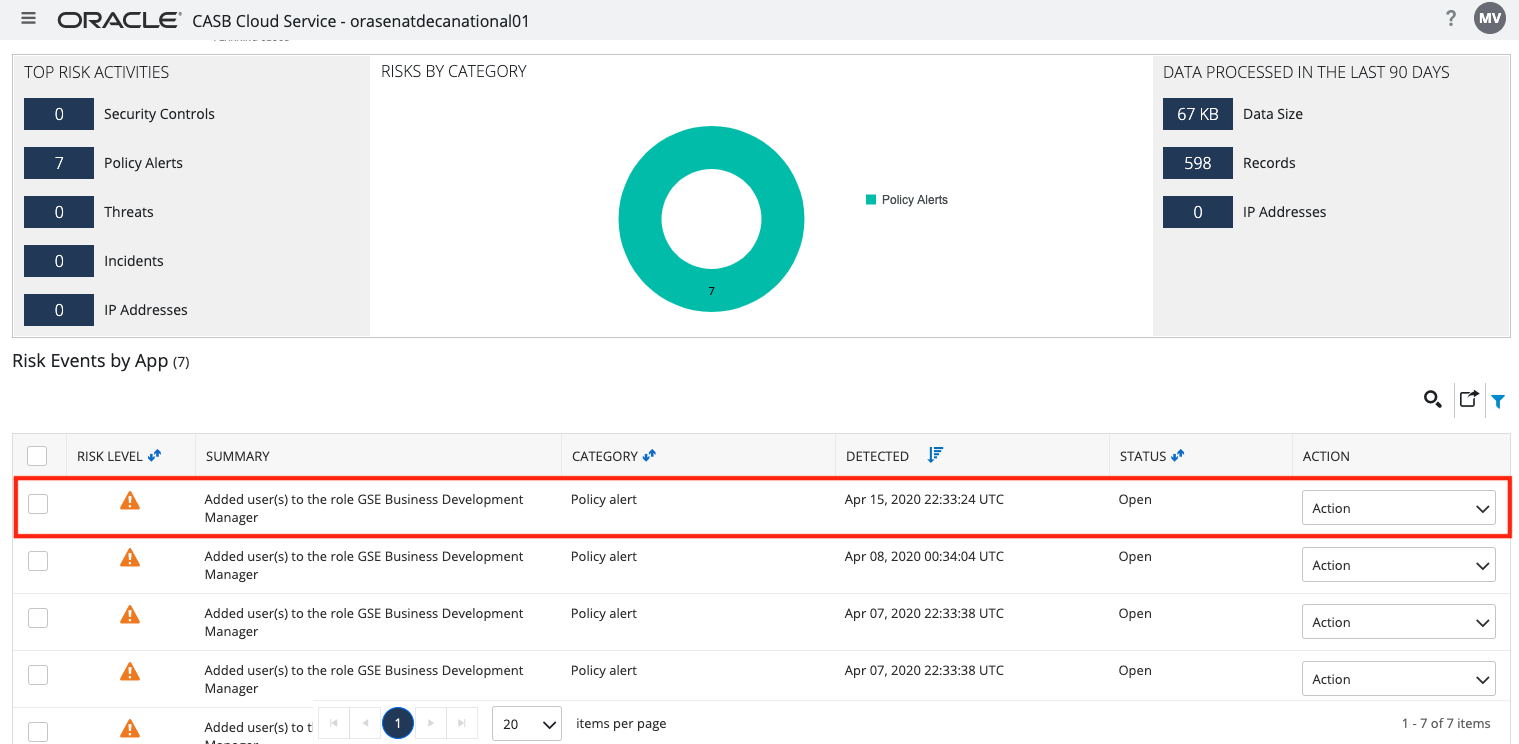 ORACLE® CASB Cloud Service - orasenatdecanational01
? MV
TOP RISK ACTIVITIES
0 Security Controls
7 Policy Alerts
0 Threats
0 Incidents
0 IP Addresses
RISKS BY CATEGORY
7
Policy Alerts
DATA PROCESSED IN THE LAST 90 DAYS
67 KB Data Size
598 Records
0 IP Addresses
Risk Events by App (7)
RISK LEVEL SUMMARY CATEGORY DETECTED STATUS ACTION
Added user(s) to the role GSE Business Development Policy alert Apr 15, 2020 22:33:24 UTC Open Action
Manager
Added user(s) to the role GSE Business Development Policy alert Apr 08, 2020 00:34:04 UTC Open Action
Manager
Added user(s) to the role GSE Business Development Policy alert Apr 07, 2020 22:33:38 UTC Open Action
Manager
Added user(s) to the role GSE Business Development Policy alert Apr 07, 2020 22:33:38 UTC Open Action
Manager
Added user(s) to t
1 20 items per page 1 - 7 of 7 items